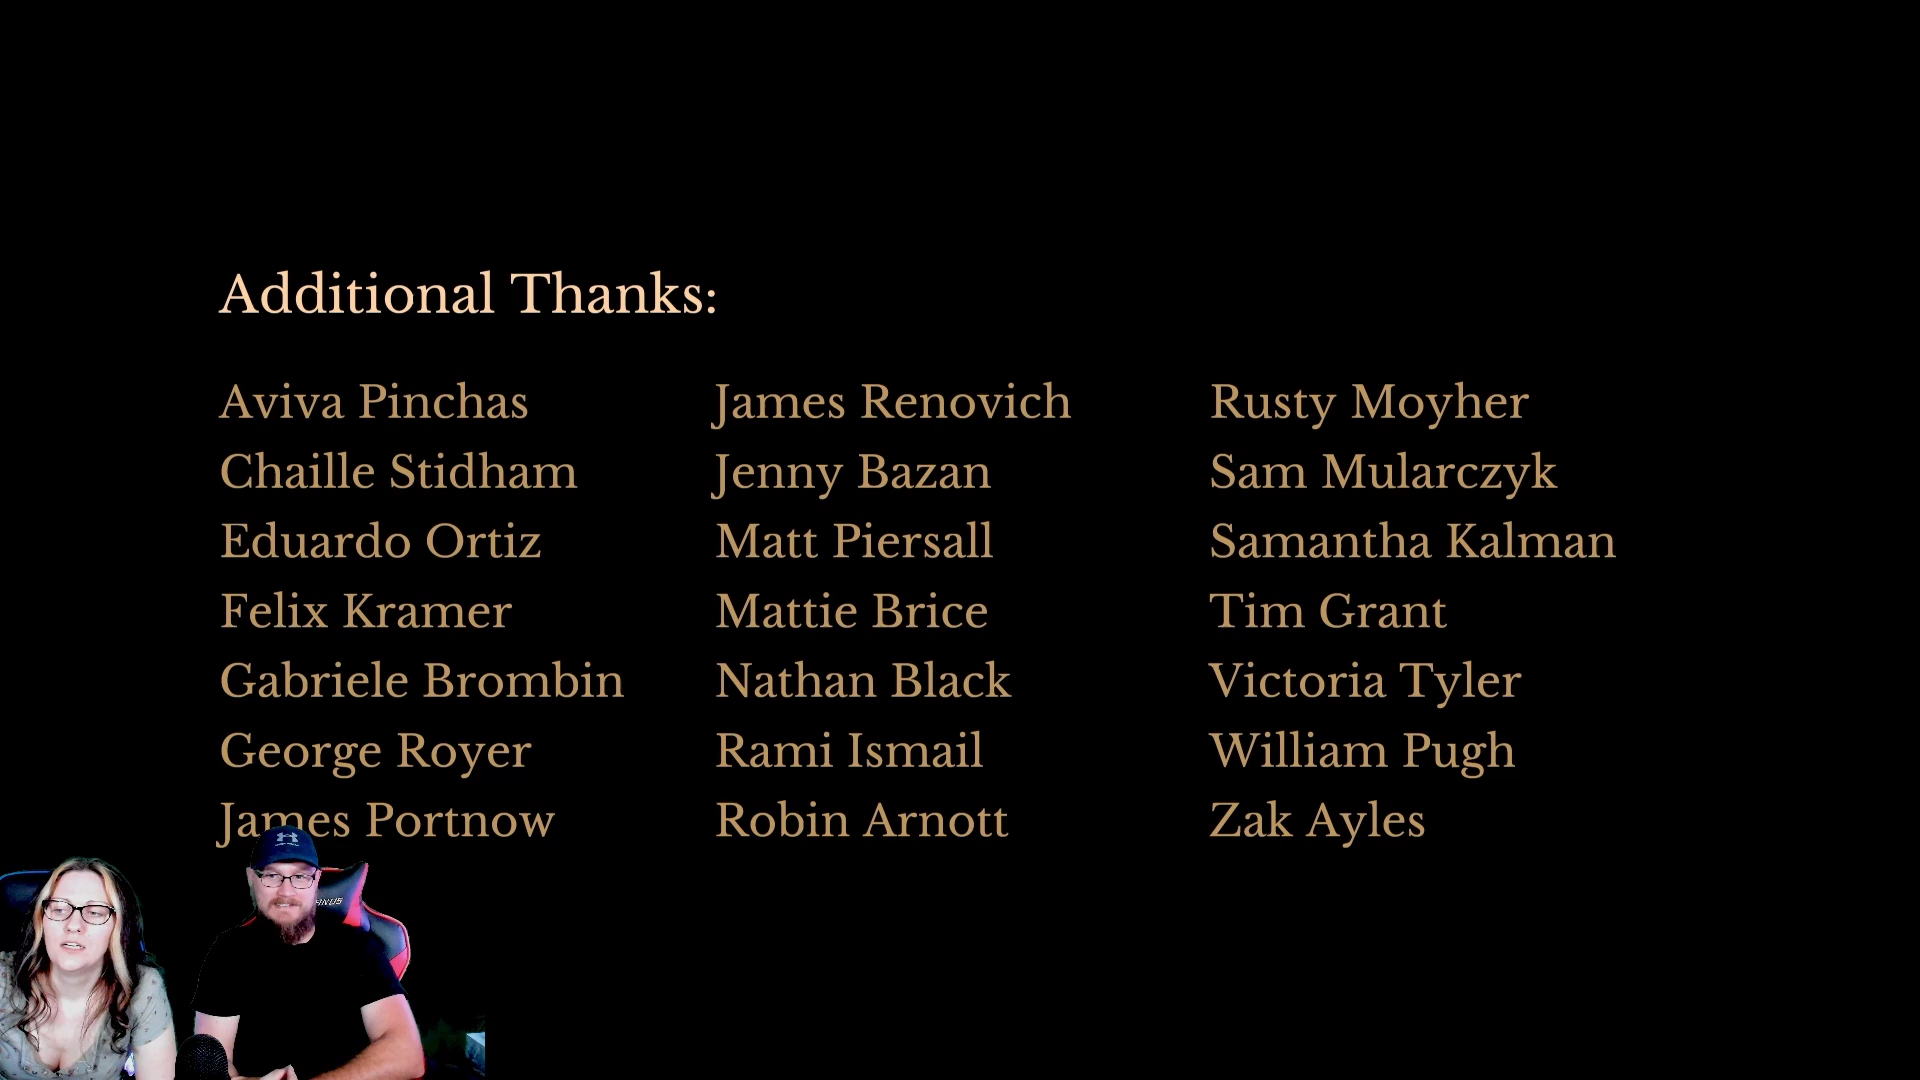 Additional Thanks:
Aviva Pinchas
Chaille Stidham
Eduardo Ortiz
Felix Kramer
Gabriele Brombin
George Royer
James Portnow
James Renovich
Jenny Bazan
Matt Piersall
Mattie Brice
Nathan Black
Rami Ismail
Robin Arnott
Rusty Moyher
Sam Mularczyk
Samantha Kalman
Tim Grant
Victoria Tyler
William Pugh
Zak Ayles